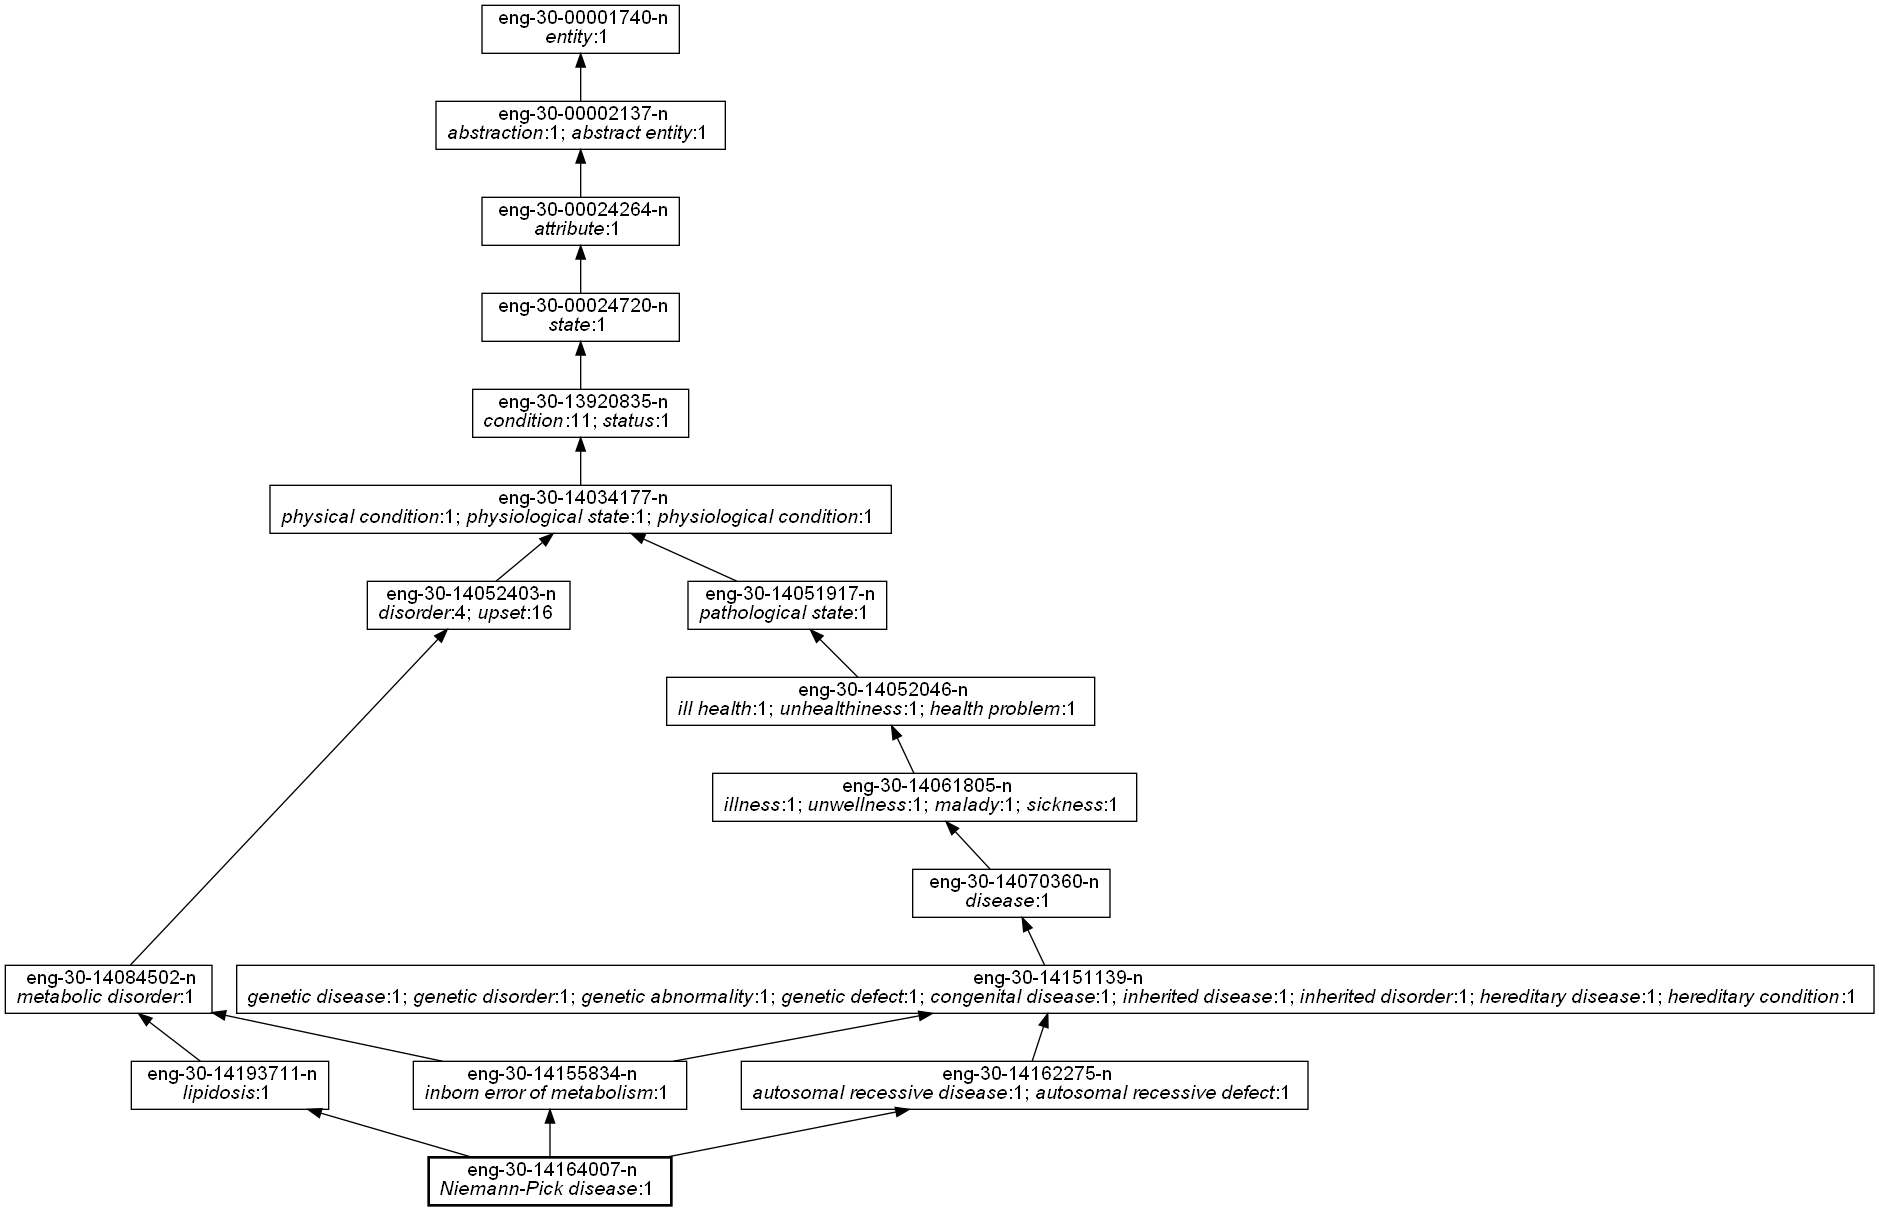 eng-30-00001740-n
entity:1
eng-30-00002137-n
abstraction:1; abstract entity:1
eng-30-00024264-n
attribute:1
eng-30-00024720-n
state:1
eng-30-13920835-n
condition:11; status:1
eng-30-14034177-n
physical condition:1; physiological state:1; physiological condition:1
eng-30-14052403-n
disorder:4; upset:16
eng-30-14051917-n
pathological state:1
eng-30-14052046-n
ill health:1; unhealthiness:1; health problem:1
eng-30-14061805-n
illness:1; unwellness:1; malady:1; sickness:1
eng-30-14070360-n
disease:1
eng-30-14084502-n
metabolic disorder:1
eng-30-14151139-n
genetic disease:1; genetic disorder:1; genetic abnormality:1; genetic defect:1; congenital disease:1; inherited disease:1; inherited disorder:1; hereditary disease:1; hereditary condition:1
eng-30-14193711-n
lipidosis:1
eng-30-14155834-n
inborn error of metabolism:1
eng-30-14162275-n
autosomal recessive disease:1; autosomal recessive defect:1
eng-30-14164007-n
Niemann-Pick disease:1